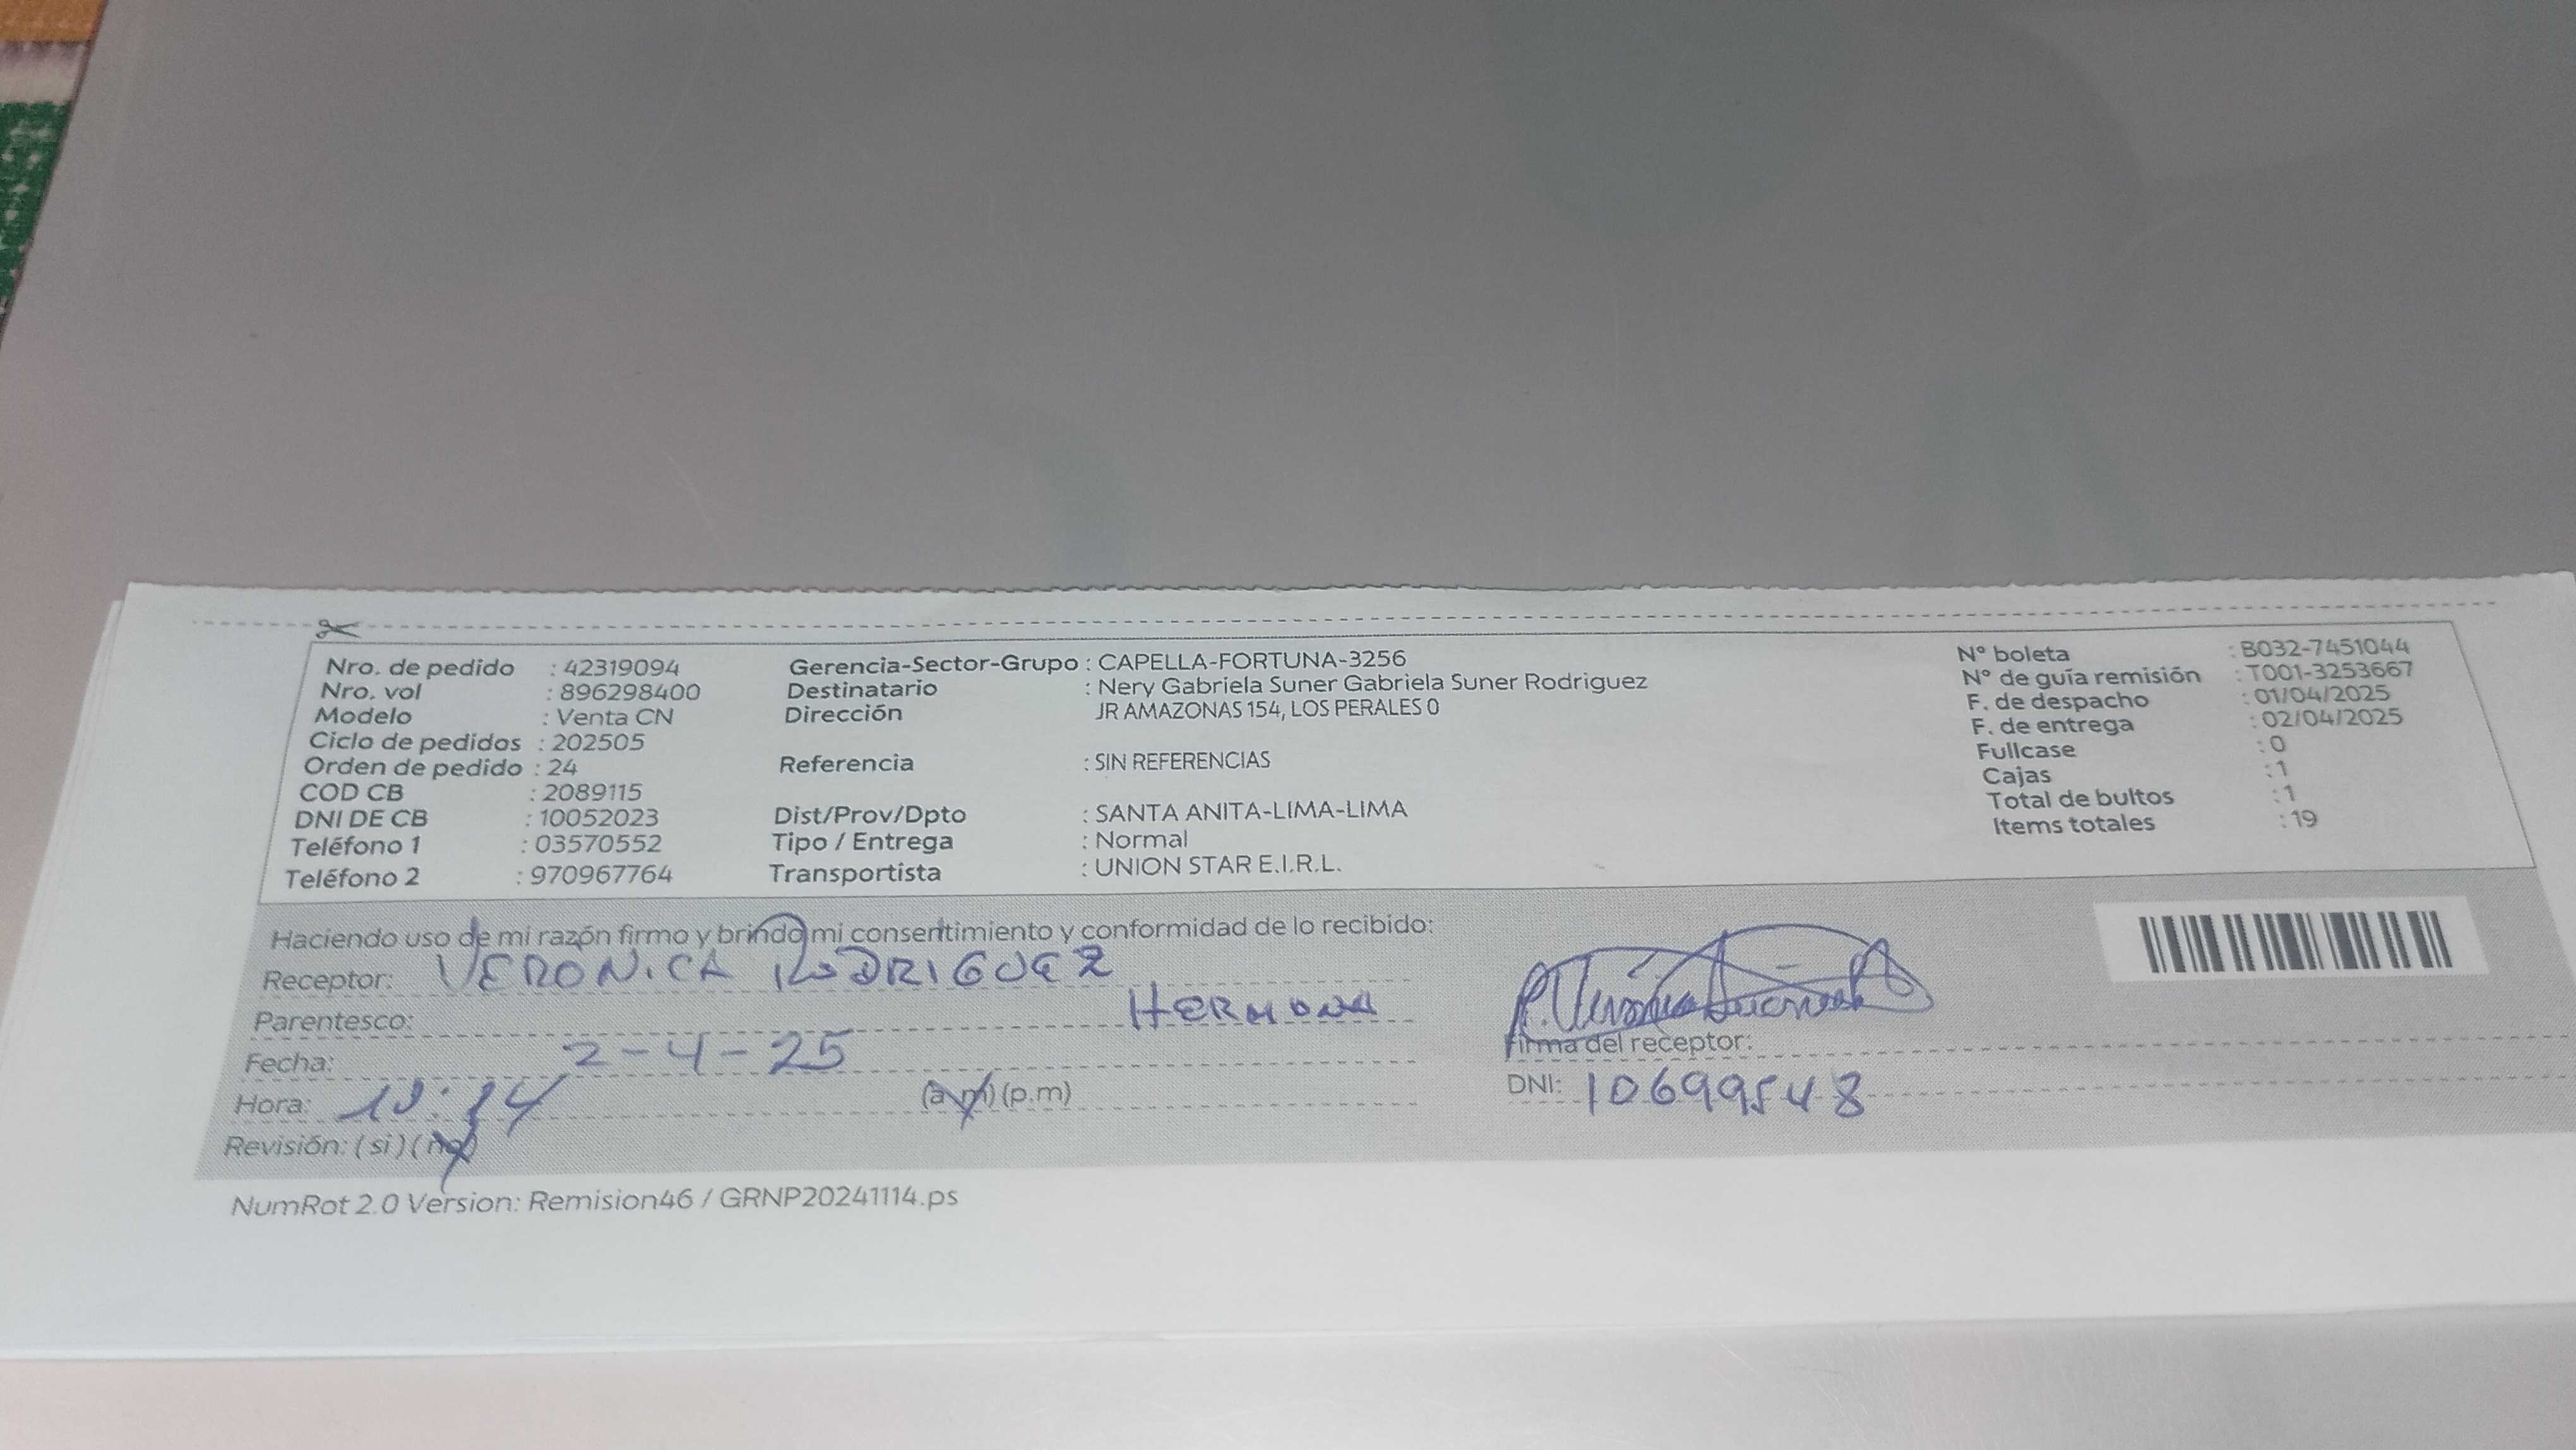 Nro. de pedido : 42319094
Nro. vol : 896298400
Modelo : Venta CN
Ciclo de pedidos : 202505
Orden de pedido : 24
COD CB : 2089115
DNI DE CB : 10052023
Teléfono 1 : 03570552
Teléfono 2 : 970967764
Gerencia-Sector-Grupo : CAPELLA-FORTUNA-3256
Destinatario : Nery Gabriela Suner Gabriela Suner Rodriguez
Dirección JR AMAZONAS 154, LOS PERALES 0
Referencia : SIN REFERENCIAS
Dist/Prov/Dpto : SANTA ANITA-LIMA-LIMA
Tipo / Entrega : Normal
Transportista : UNION STAR E.I.R.L.
N° boleta : B032-7451044
N° de guía remisión : T001-3253667
F. de despacho : 01/04/2025
F. de entrega : 02/04/2025
Fullcase : 0
Cajas : 1
Total de bultos : 1
Items totales : 19
Haciendo uso de mi razón firmo y brindo mi consentimiento y conformidad de lo recibido:
Receptor: VERONICA RODRIGUEZ
Parentesco: HERMANA
Fecha: 2-4-25
Hora: (a.m) (p.m)
Revisión: (si) (no)
Firma del receptor:
DNI: 10699548
NumRot 2.0 Version: Remision46 / GRNP20241114.ps